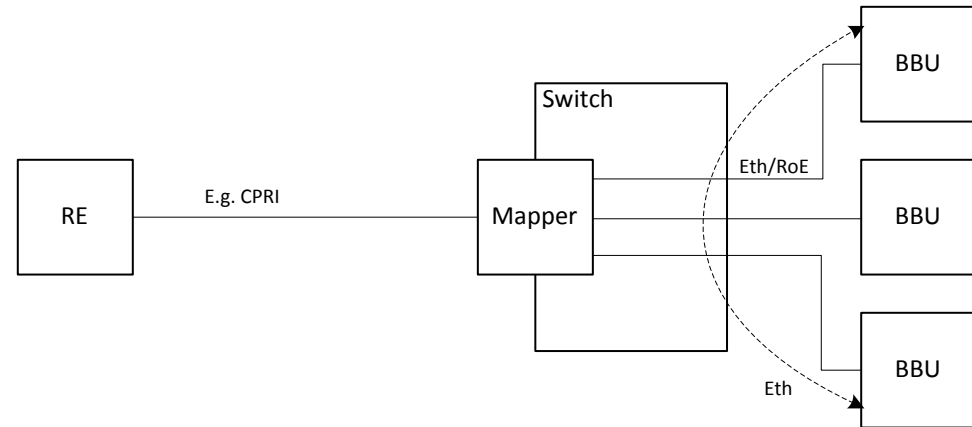 BBU
Switch
Eth/RoE
E.g. CPRI
RE
Mapper
BBU
BBU
Eth